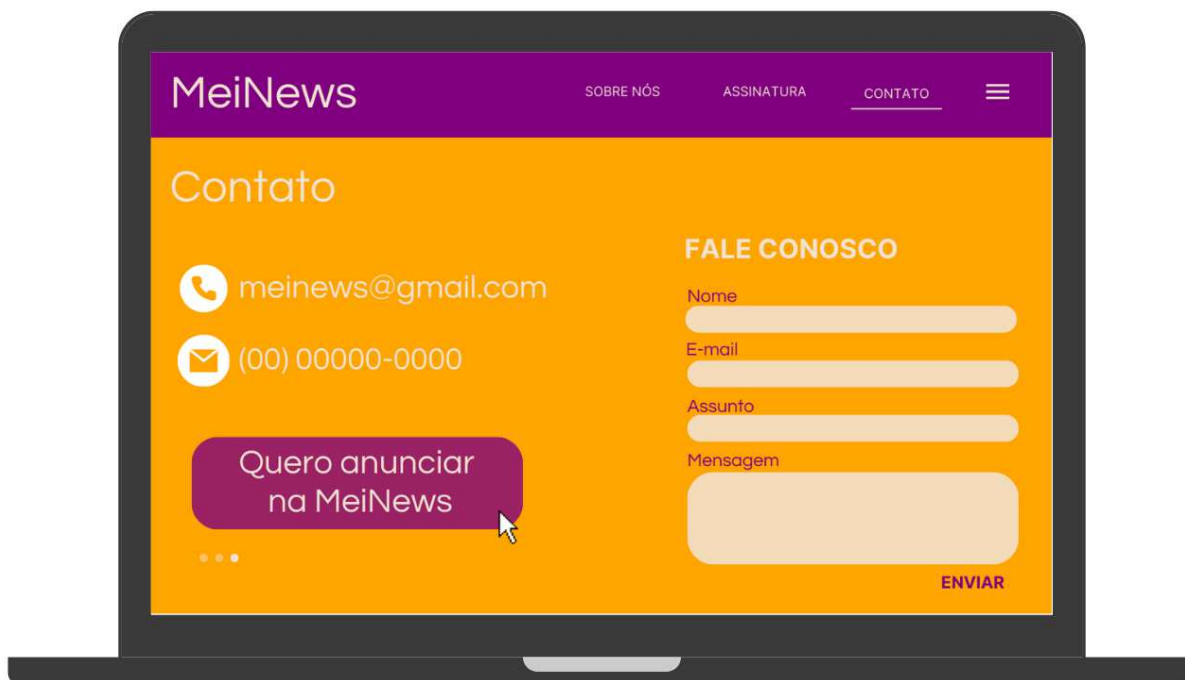 MeiNews
SOBRE NÓS
ASSINATURA
CONTATO
Contato
meinews@gmail.com
(00) 00000-0000
Quero anunciar
na MeiNews
FALE CONOSCO
Nome
E-mail
Assunto
Mensagem
ENVIAR